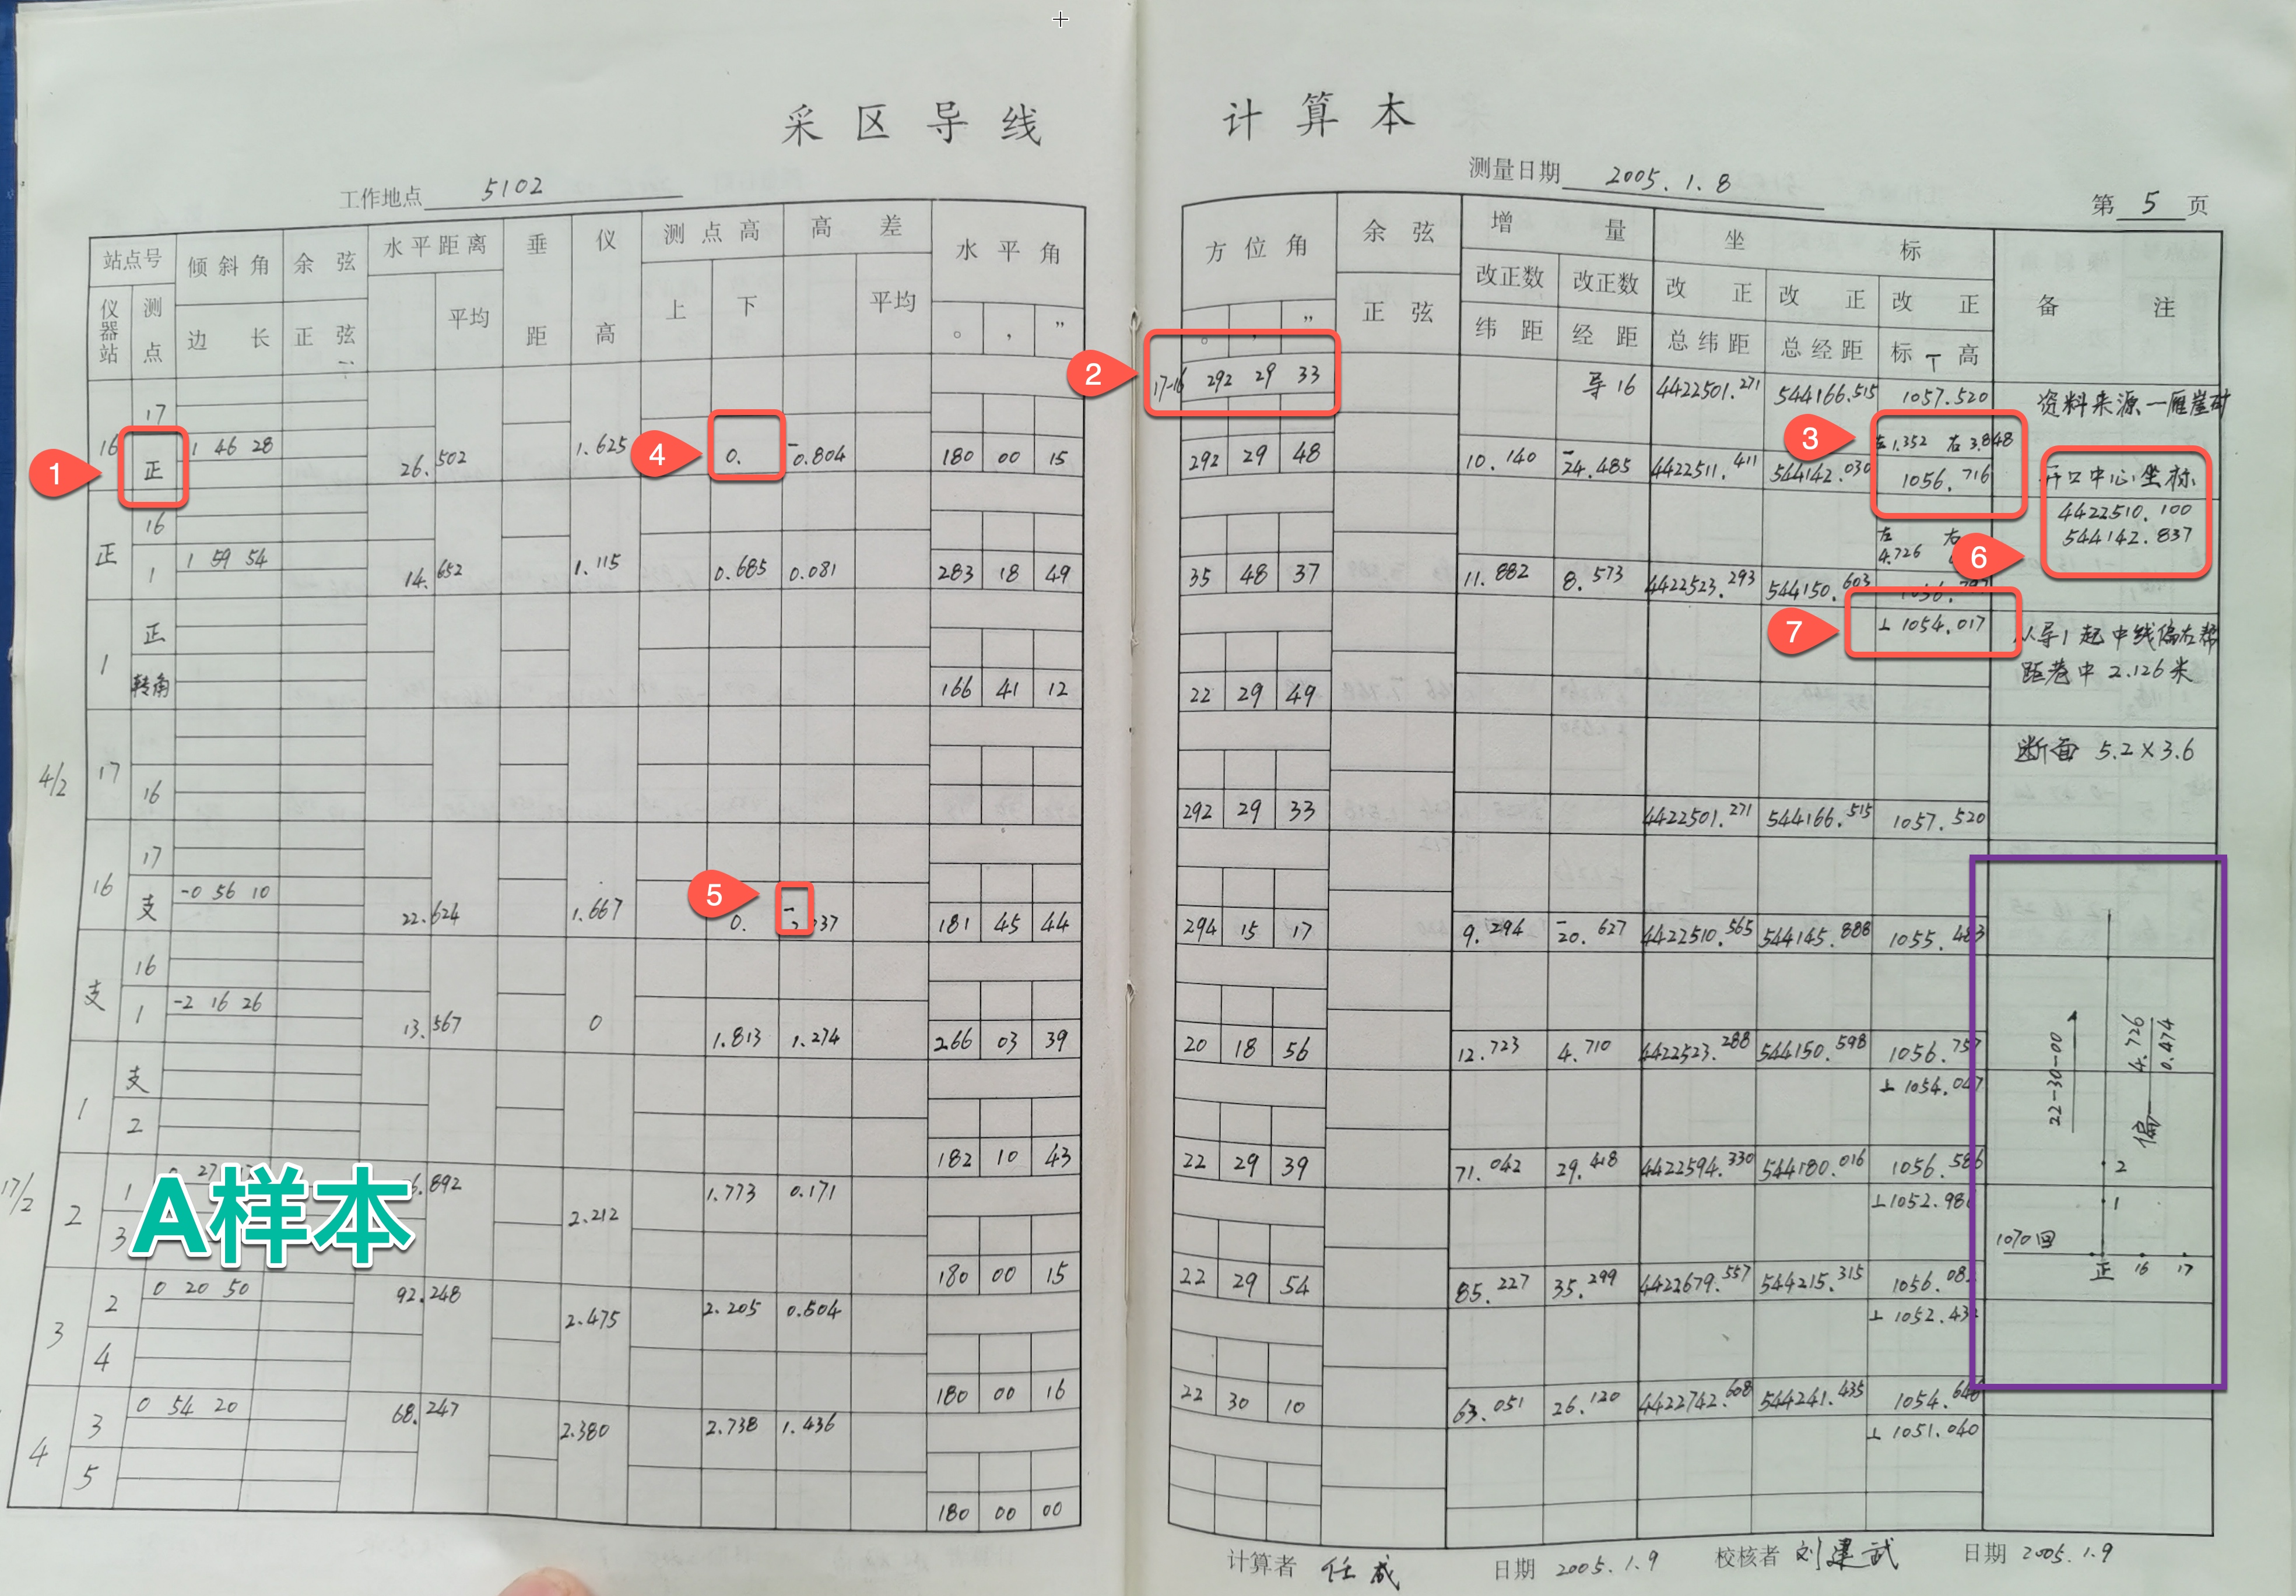 采区导线 计算本
工作地点 5102
测量日期 2005.1.8
第 5 页
站点号 倾斜角 余弦 水平距离 垂距 仪高 测点高 高差 水平角
仪器站 测点 边长 正弦 平均 上 下 平均 ° ′ ″
方位角 余弦 增量 坐标 备注
° ′ ″ 正弦 改正数 改正数 改正 改正 改正
纬距 经距 总纬距 总经距 标高
17-16 292 29 33 导16 4422501.271 544166.515 1057.520
资料来源—雁崖矿
17
16 正 1 46 28 26.502 1.625 0. -0.804 180 00 15
左1.352 右3.848
292 29 48 10.140 -24.485 4422511.411 544142.030 1056.716
开口中心坐标
4422510.100
544142.837
16
正 1 1 59 54 14.652 1.115 0.685 0.081 283 18 49
左 右
4.726
35 48 37 11.882 8.573 4422523.293 544150.603
⊥1054.017
正
1 转角 166 41 12
22 29 49
从导1起中线偏右帮
距巷中 2.126米
断面 5.2×3.6
4/2 17 16
292 29 33 4422501.271 544166.515 1057.520
17
16 支 -0 56 10 22.624 1.667 0. 181 45 44
294 15 17 9.294 -20.627 4422510.565 544145.888 1055.483
16
支 1 -2 16 26 13.567 0 1.813 1.274 266 03 39
20 18 56 12.723 4.710 4422523.288 544150.598 1056.757
⊥1054.047
支
1 2 182 10 43
22 29 39 71.042 29.418 4422594.330 544180.016 1056.586
⊥1052.986
17/2 2 1 3 2.212 1.773 0.171 180 00 15
22 29 54 85.227 35.299 4422679.557 544215.315 1056.08
⊥1052.43
3 2 4 0 20 50 92.248 2.475 2.205 0.504 180 00 16
22 30 10 63.051 26.120 4422742.608 544241.435 1054.640
⊥1051.040
4 3 5 0 54 20 68.247 2.380 2.738 1.436 180 00 00
22-30-00
偏 4.726
0.474
2
1
1070回
正 16 17
计算者 任成 日期 2005.1.9 校核者 刘建武 日期 2005.1.9
1
2
3
4
5
6
7
A样本